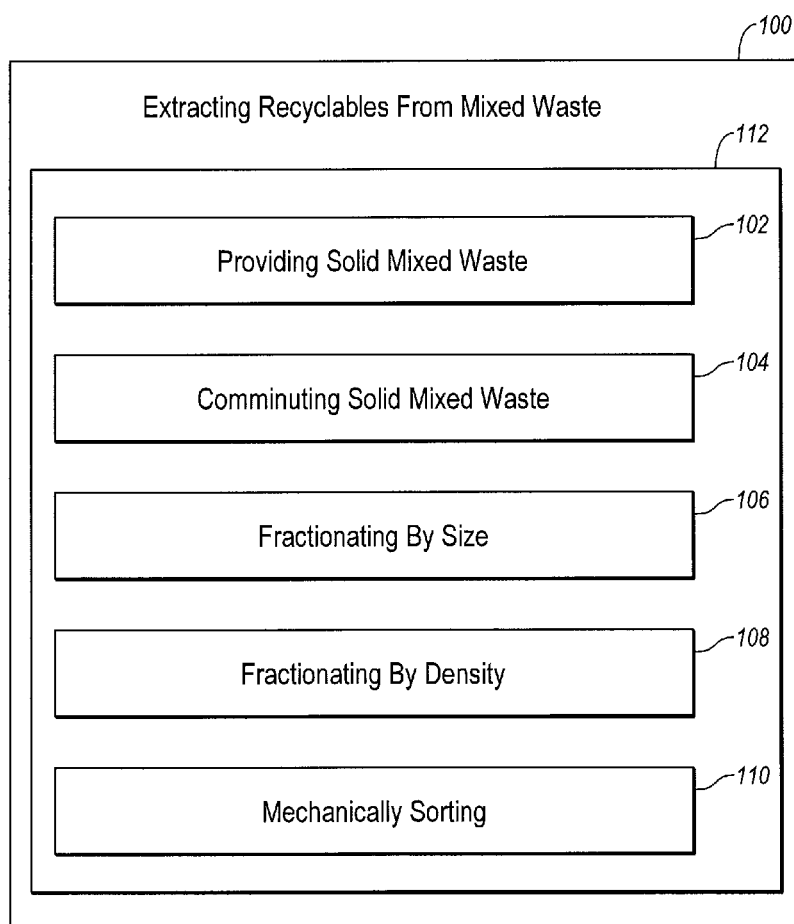 100
Extracting Recyclables From Mixed Waste
112
102
Providing Solid Mixed Waste
104
Comminuting Solid Mixed Waste
106
Fractionating By Size
108
Fractionating By Density
110
Mechanically Sorting